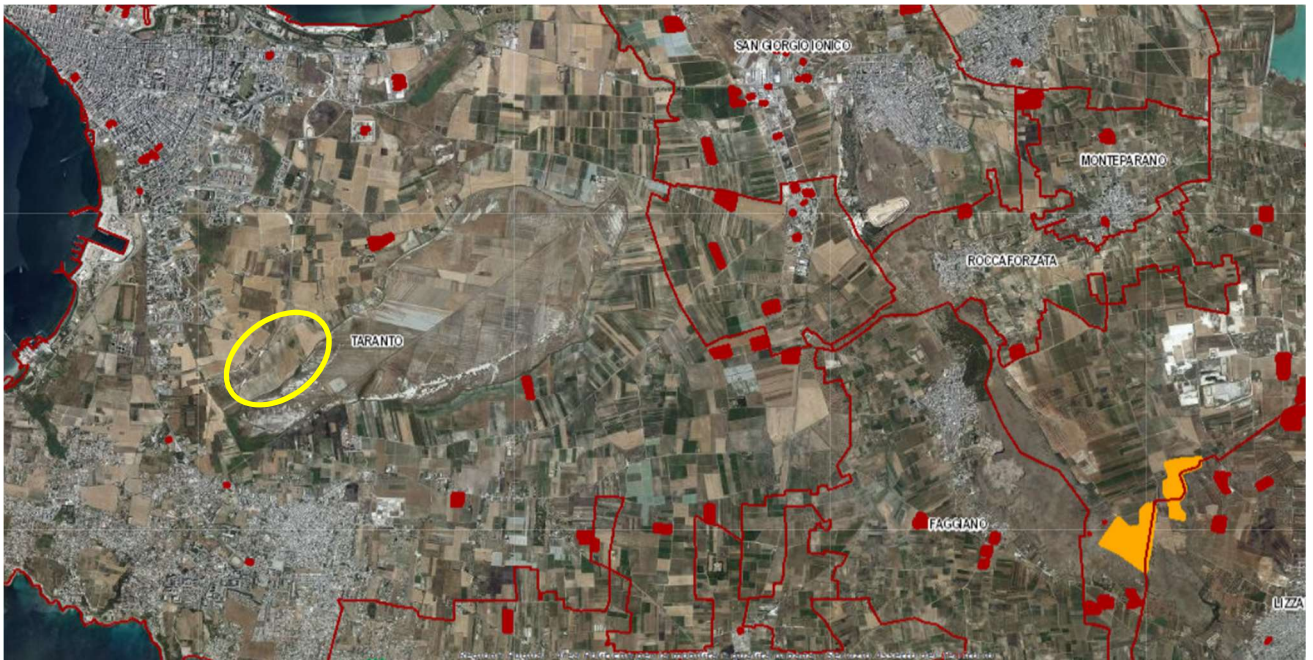 SAN GIORGIO IONICO
MONTEPARANO
ROCCAFORZATA
TARANTO
FAGGIANO
LIZZA